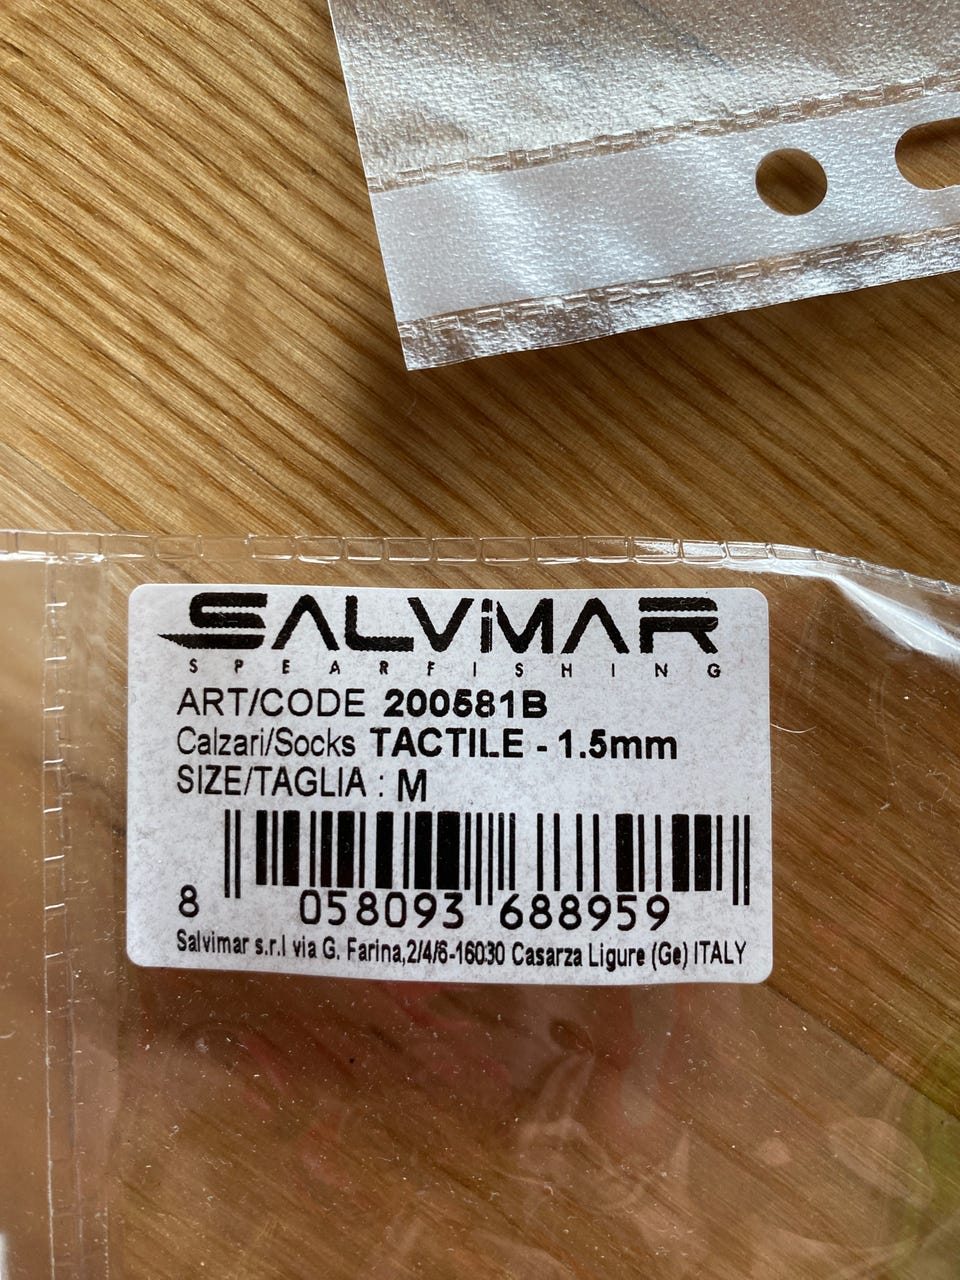 SALViMAR
SPEARFISHING
ART/CODE 200581B
Calzari/Socks TACTILE - 1.5mm
SIZE/TAGLIA : M
8 058093 688959
Salvimar s.r.l via G. Farina,2/4/6-16030 Casarza Ligure (Ge) ITALY